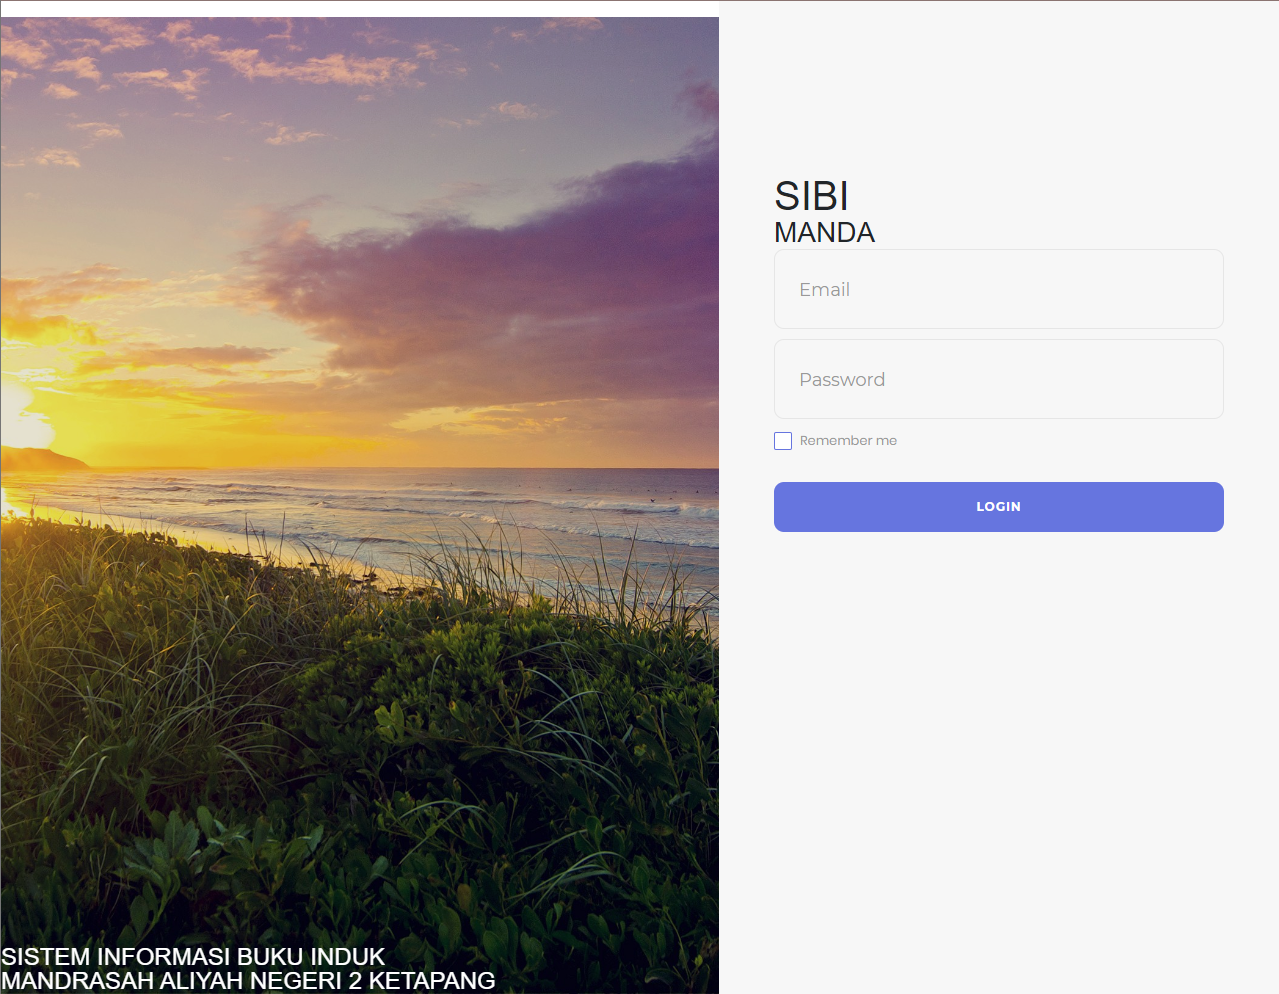 SIBI
MANDA
Email
Password
Remember me
LOGIN
SISTEM INFORMASI BUKU INDUK
MANDRASAH ALIYAH NEGERI 2 KETAPANG